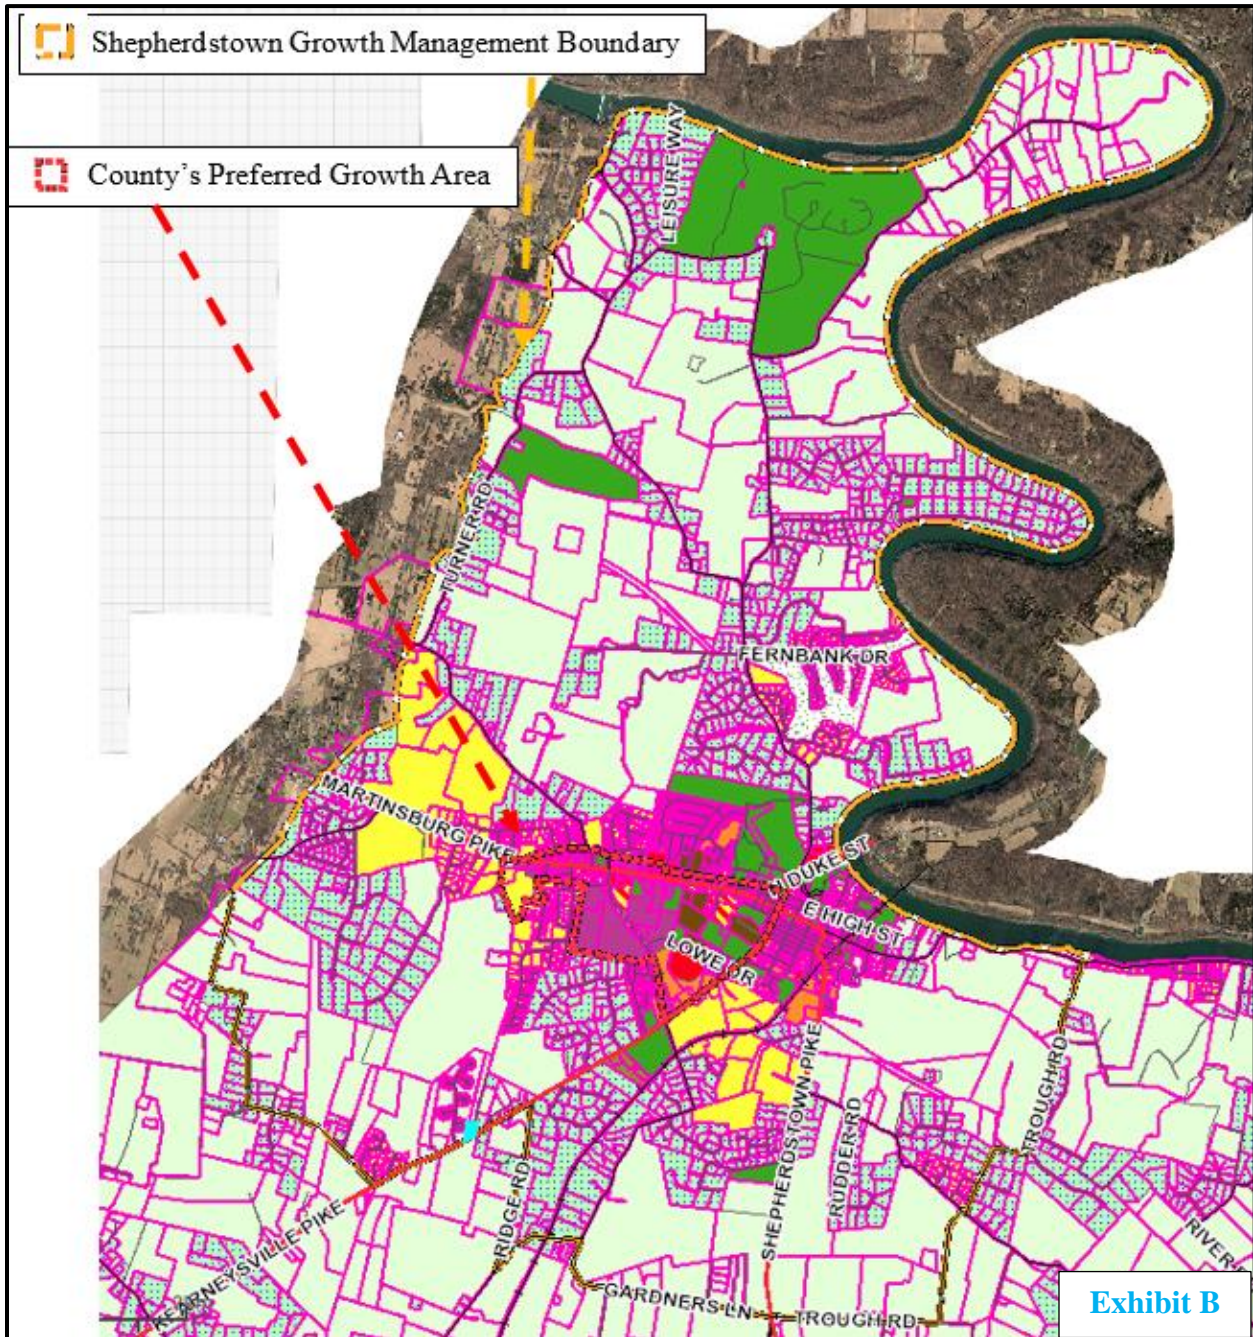 Shepherdstown Growth Management Boundary
County's Preferred Growth Area
LEISURE WAY
TURNER RD
FERNBANK DR
MARTINSBURG PIKE
N DUKE ST
E HIGH ST
LOWE DR
SHEPHERDSTOWN PIKE
RUDDER RD
TROUGH RD
RIDGE RD
KEARNEYSVILLE PIKE
GARDNERS LN
TROUGH RD
RIVER
Exhibit B